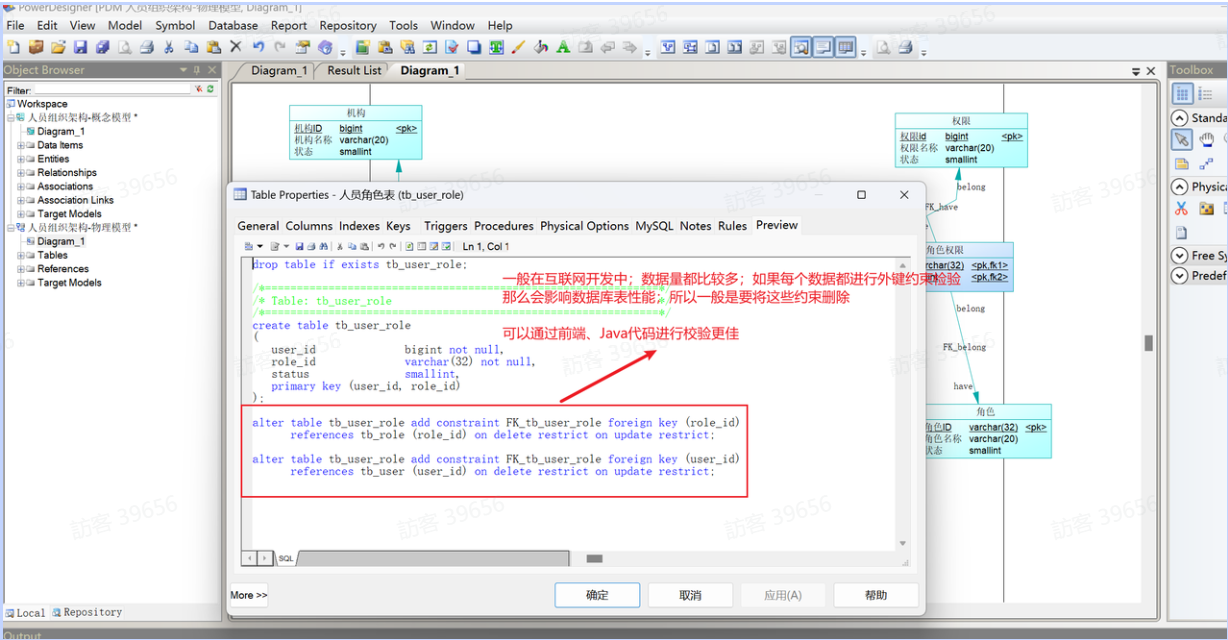 PowerDesigner [PDM 人员组织架构-物理模型, Diagram_1]
File Edit View Model Symbol Database Report Repository Tools Window Help
Object Browser
Filter:
Workspace
人员组织架构-概念模型 *
Diagram_1
Data Items
Entities
Relationships
Associations
Association Links
Target Models
人员组织架构-物理模型 *
Diagram_1
Tables
References
Target Models
Local Repository
Output
Diagram_1 Result List Diagram_1
机构
机构ID bigint <pk>
机构名称 varchar(20)
状态 smallint
权限
权限id bigint <pk>
权限名称 varchar(20)
状态 smallint
belong
FK_have
角色权限
rchar(32) <pk,fk1>
<pk,fk2>
belong
FK_belong
have
角色
角色ID varchar(32) <pk>
角色名称 varchar(20)
状态 smallint
Table Properties - 人员角色表 (tb_user_role)
General Columns Indexes Keys Triggers Procedures Physical Options MySQL Notes Rules Preview
Ln 1, Col 1
drop table if exists tb_user_role;
/*==============================================================*/
/* Table: tb_user_role */
/*==============================================================*/
create table tb_user_role
(
user_id bigint not null,
role_id varchar(32) not null,
status smallint,
primary key (user_id, role_id)
);
alter table tb_user_role add constraint FK_tb_user_role foreign key (role_id)
references tb_role (role_id) on delete restrict on update restrict;
alter table tb_user_role add constraint FK_tb_user_role foreign key (user_id)
references tb_user (user_id) on delete restrict on update restrict;
一般在互联网开发中；数据量都比较多；如果每个数据都进行外键约束检验
那么会影响数据库表性能；所以一般是要将这些约束删除
可以通过前端、Java代码进行校验更佳
SQL
More >> 确定 取消 应用(A) 帮助
Toolbox
Standa
Physica
Free Sy
Predef
訪客 39656